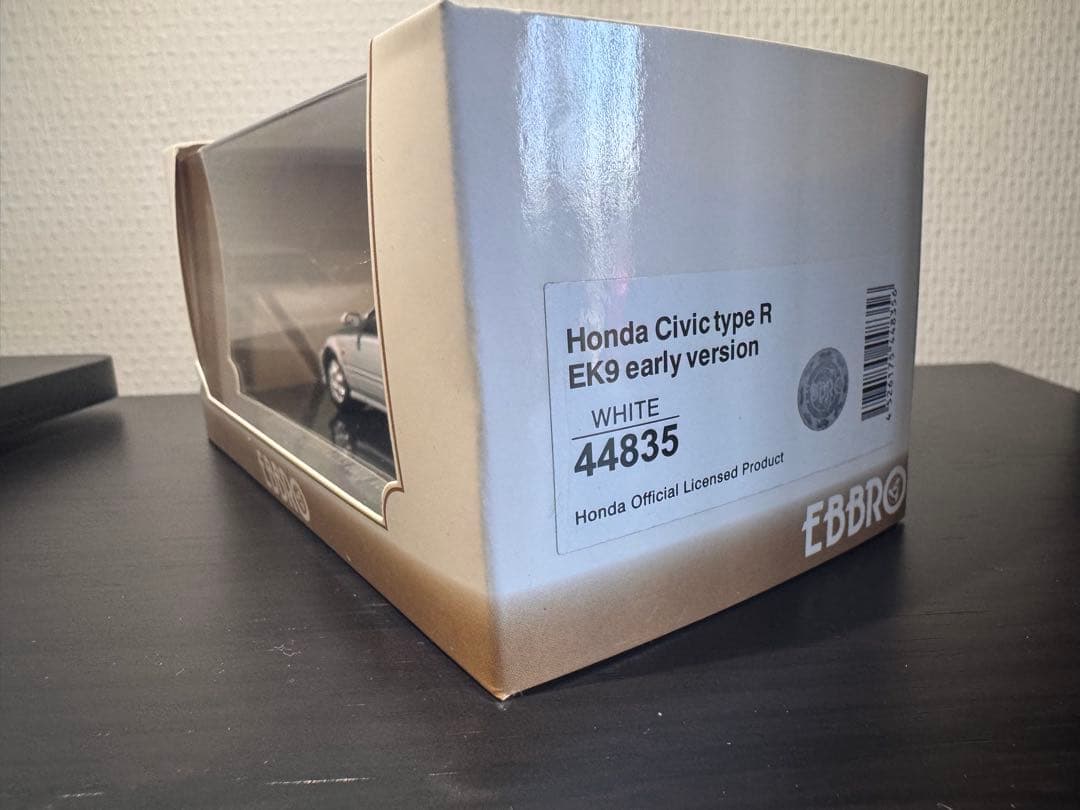 Honda Civic type R
EK9 early version
WHITE
44835
Honda Official Licensed Product
EBBRO
EBBRO